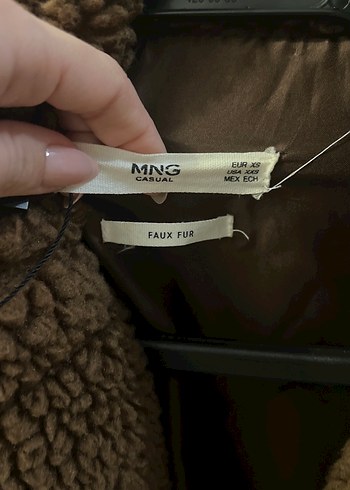 MNG
CASUAL
EUR XS
USA XXS
MEX ECH
FAUX FUR